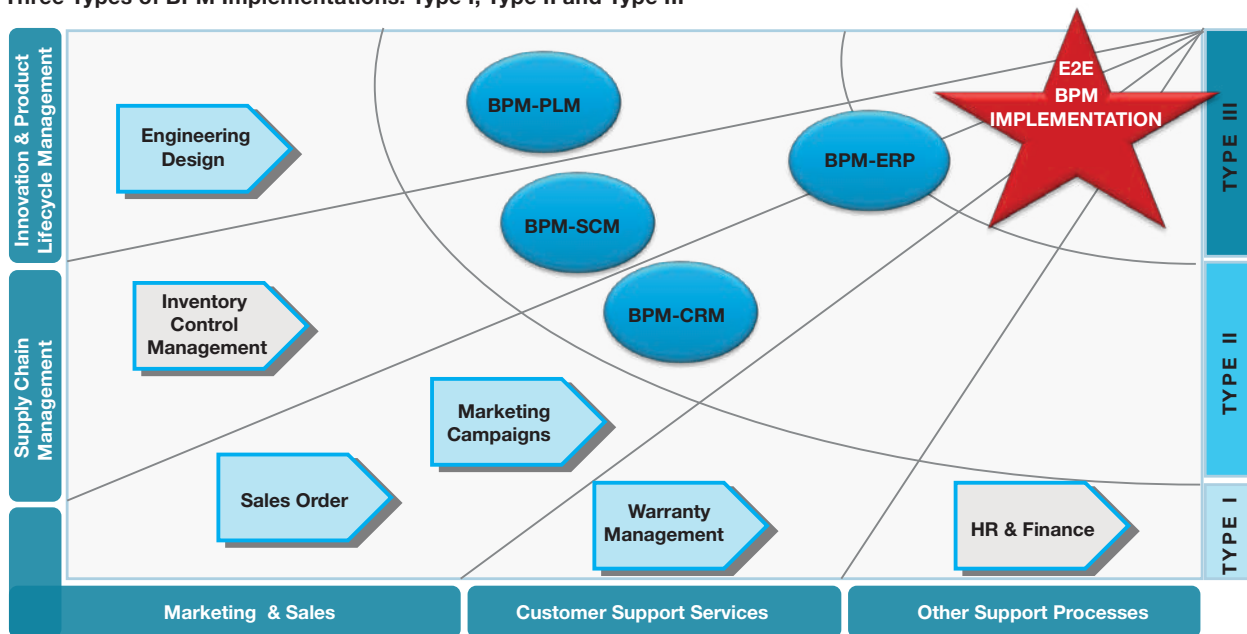 Three Types of BPM Implementations: Type I, Type II and Type III
Innovation & Product
Lifecycle Management
Supply Chain
Management
Engineering
Design
BPM-PLM
E2E
BPM
IMPLEMENTATION
BPM-ERP
BPM-SCM
Inventory
Control
Management
BPM-CRM
Marketing
Campaigns
Sales Order
Warranty
Management
HR & Finance
TYPE III
TYPE II
TYPE I
Marketing & Sales
Customer Support Services
Other Support Processes